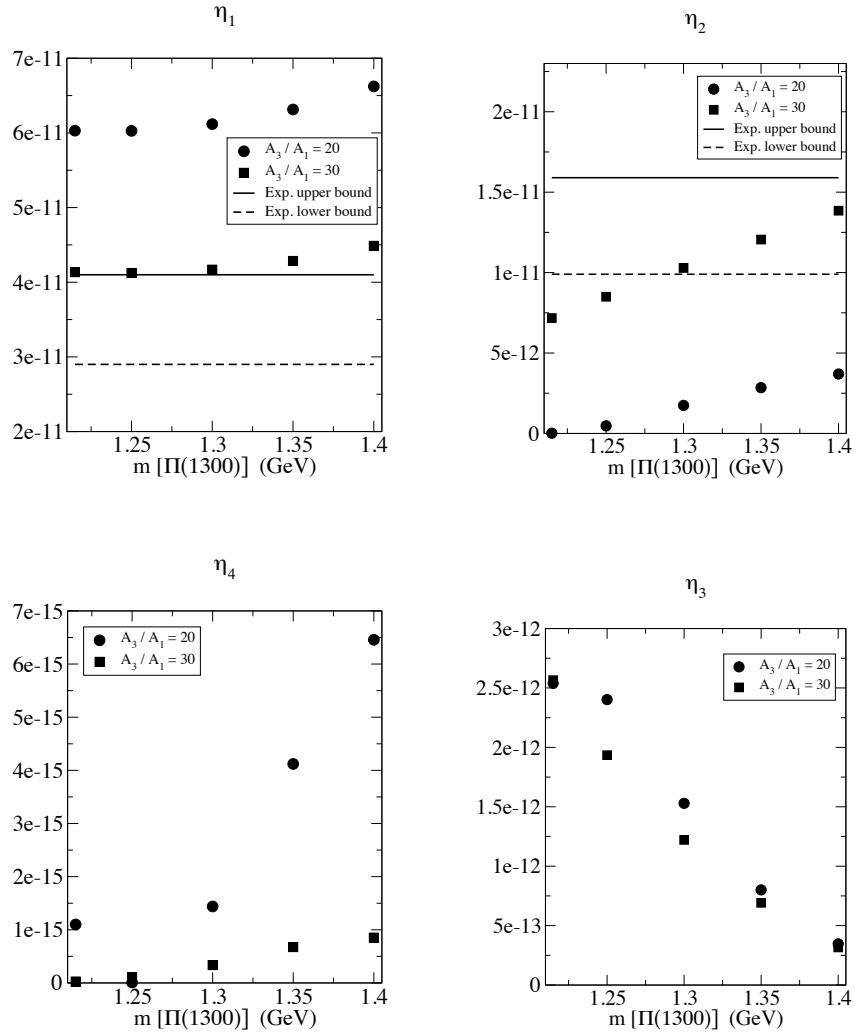 η₁
7e-11
6e-11
5e-11
4e-11
3e-11
2e-11
A₃ / A₁ = 20
A₃ / A₁ = 30
Exp. upper bound
Exp. lower bound
1.25 1.3 1.35 1.4
m [Π(1300)] (GeV)
η₂
2e-11
1.5e-11
1e-11
5e-12
0
A₃ / A₁ = 20
A₃ / A₁ = 30
Exp. upper bound
Exp. lower bound
1.25 1.3 1.35 1.4
m [Π(1300)] (GeV)
η₄
7e-15
6e-15
5e-15
4e-15
3e-15
2e-15
1e-15
0
A₃ / A₁ = 20
A₃ / A₁ = 30
1.25 1.3 1.35 1.4
m [Π(1300)] (GeV)
η₃
3e-12
2.5e-12
2e-12
1.5e-12
1e-12
5e-13
0
A₃ / A₁ = 20
A₃ / A₁ = 30
1.25 1.3 1.35 1.4
m [Π(1300)] (GeV)